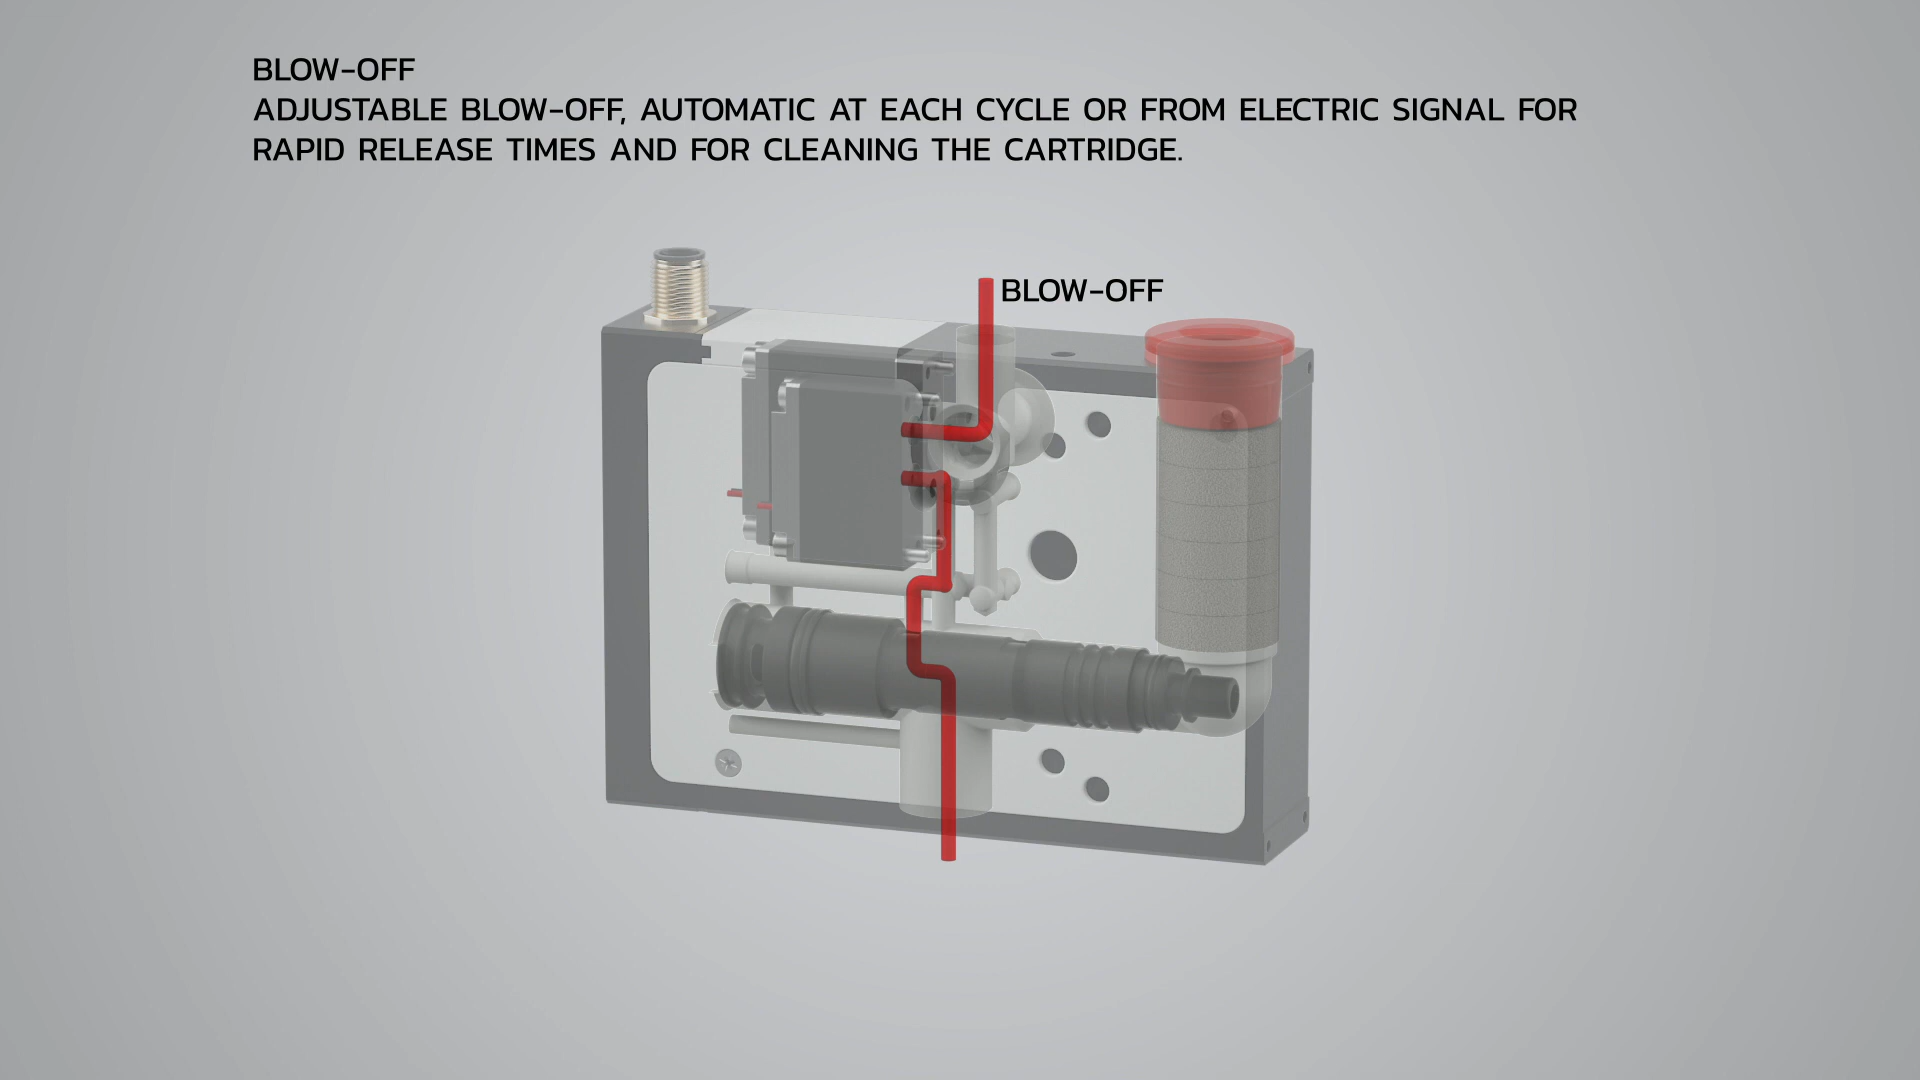 BLOW-OFF
ADJUSTABLE BLOW-OFF, AUTOMATIC AT EACH CYCLE OR FROM ELECTRIC SIGNAL FOR
RAPID RELEASE TIMES AND FOR CLEANING THE CARTRIDGE.
BLOW-OFF